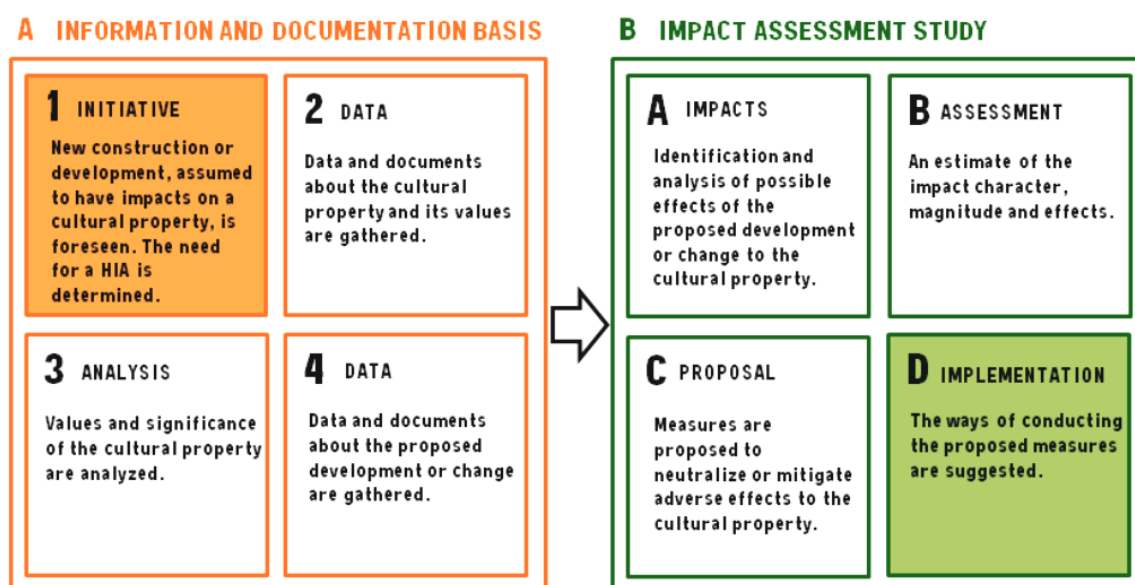 A INFORMATION AND DOCUMENTATION BASIS
1 INITIATIVE
New construction or
development, assumed
to have impacts on a
cultural property, is
foreseen. The need
for a HIA is
determined.
2 DATA
Data and documents
about the cultural
property and its values
are gathered.
3 ANALYSIS
Values and significance
of the cultural property
are analyzed.
4 DATA
Data and documents
about the proposed
development or change
are gathered.
B IMPACT ASSESSMENT STUDY
A IMPACTS
Identification and
analysis of possible
effects of the
proposed development
or change to the
cultural property.
B ASSESSMENT
An estimate of the
impact character,
magnitude and effects.
C PROPOSAL
Measures are
proposed to
neutralize or mitigate
adverse effects to the
cultural property.
D IMPLEMENTATION
The ways of conducting
the proposed measures
are suggested.